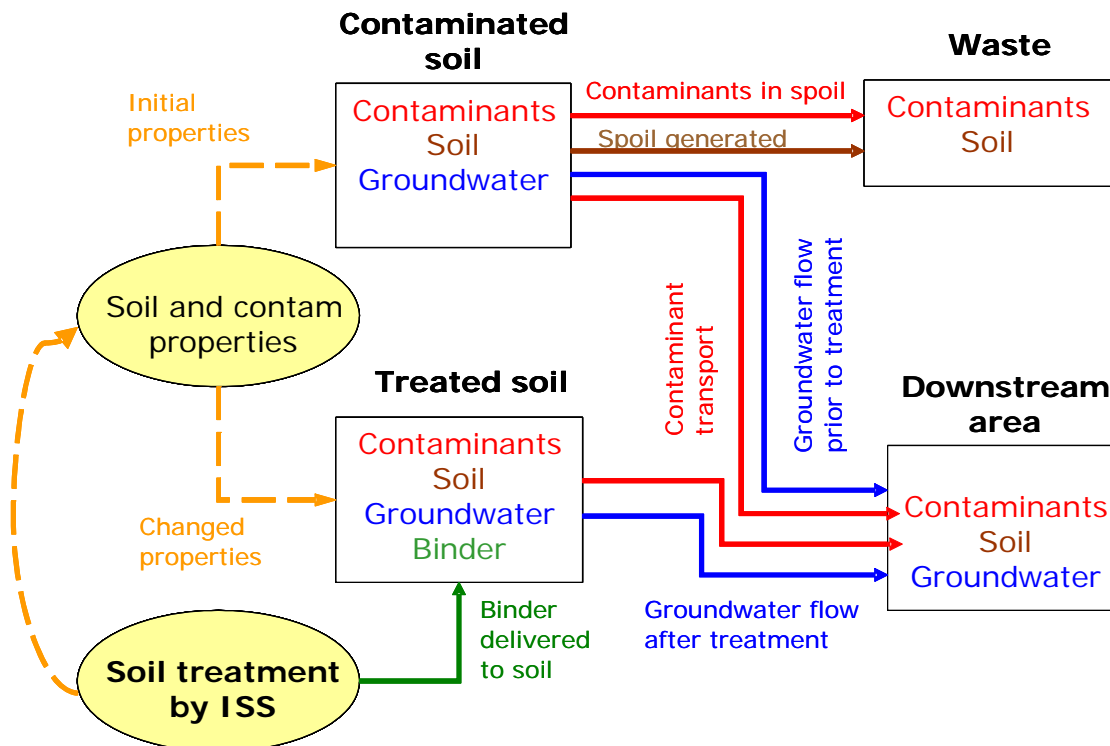 Contaminated
soil
Waste
Initial
properties
Contaminants
Soil
Groundwater
Contaminants in spoil
Spoil generated
Contaminants
Soil
Soil and contam
properties
Contaminant
transport
Groundwater flow
prior to treatment
Treated soil
Downstream
area
Contaminants
Soil
Groundwater
Binder
Contaminants
Soil
Groundwater
Changed
properties
Binder
delivered
to soil
Groundwater flow
after treatment
Soil treatment
by ISS